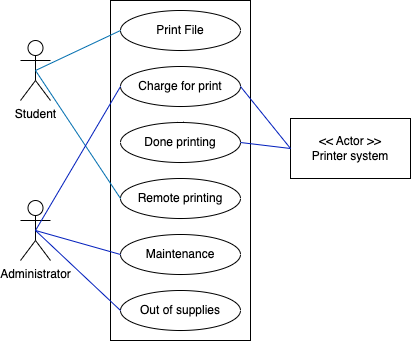 Print File
Charge for print
Student
<< Actor >>
Done printing
Printer system
Remote printing
Maintenance
Administrator
Out of supplies